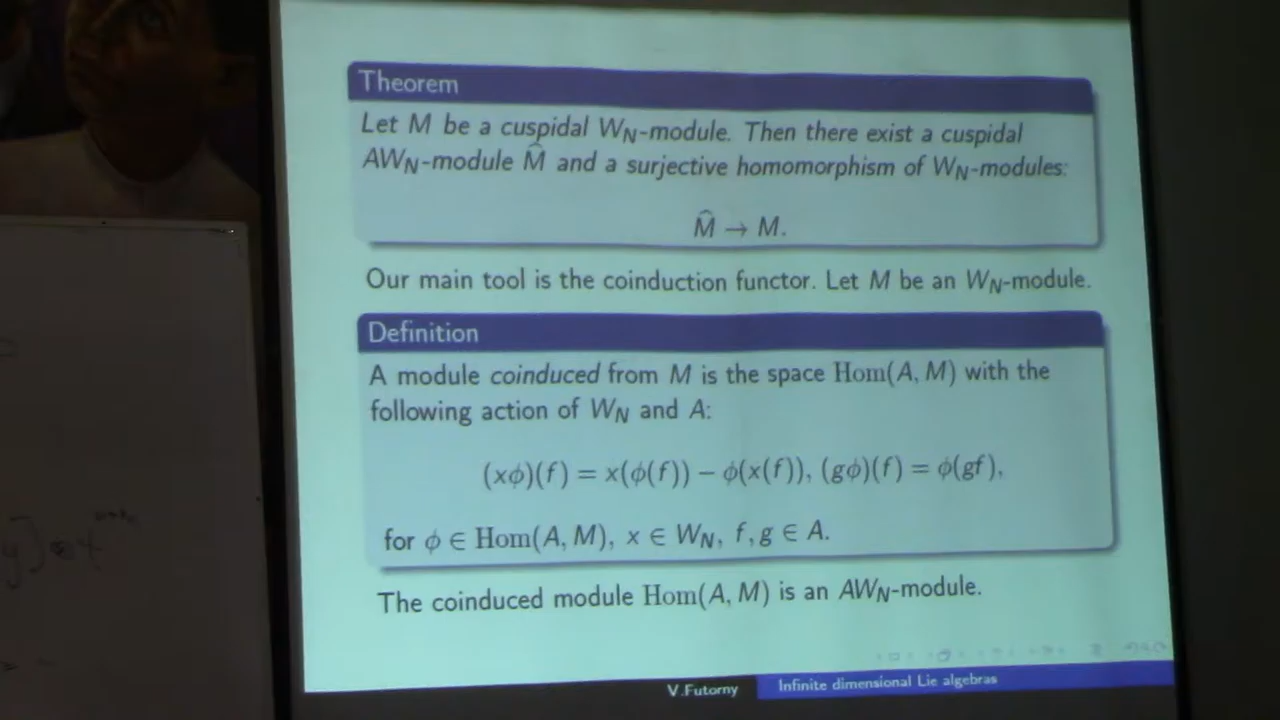 Theorem
Let M be a cuspidal W_N-module. Then there exist a cuspidal
AW_N-module M̂ and a surjective homomorphism of W_N-modules:
M̂ → M.
Our main tool is the coinduction functor. Let M be an W_N-module.
Definition
A module coinduced from M is the space Hom(A, M) with the
following action of W_N and A:
(xϕ)(f) = x(ϕ(f)) − ϕ(x(f)), (gϕ)(f) = ϕ(gf),
for ϕ ∈ Hom(A, M), x ∈ W_N, f, g ∈ A.
The coinduced module Hom(A, M) is an AW_N-module.
V.Futorny Infinite dimensional Lie algebras